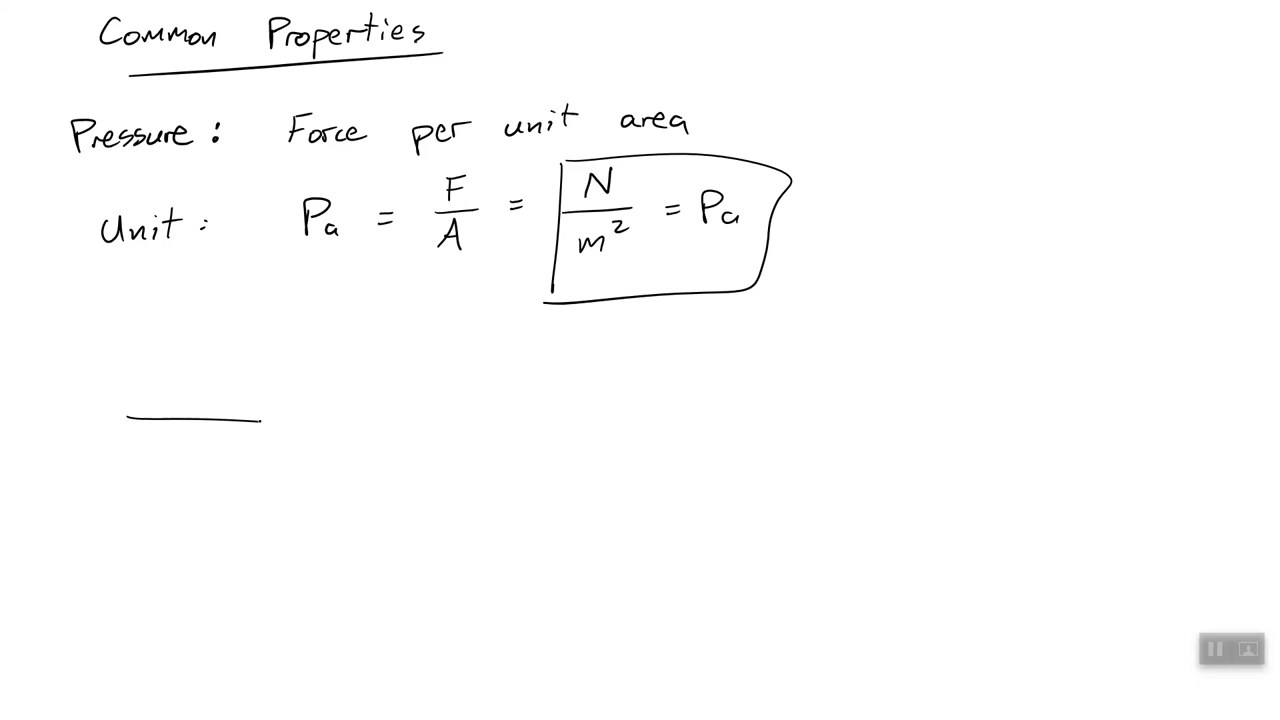 Common Properties
Pressure: Force per unit area
Unit: Pa = F/A = N/m² = Pa